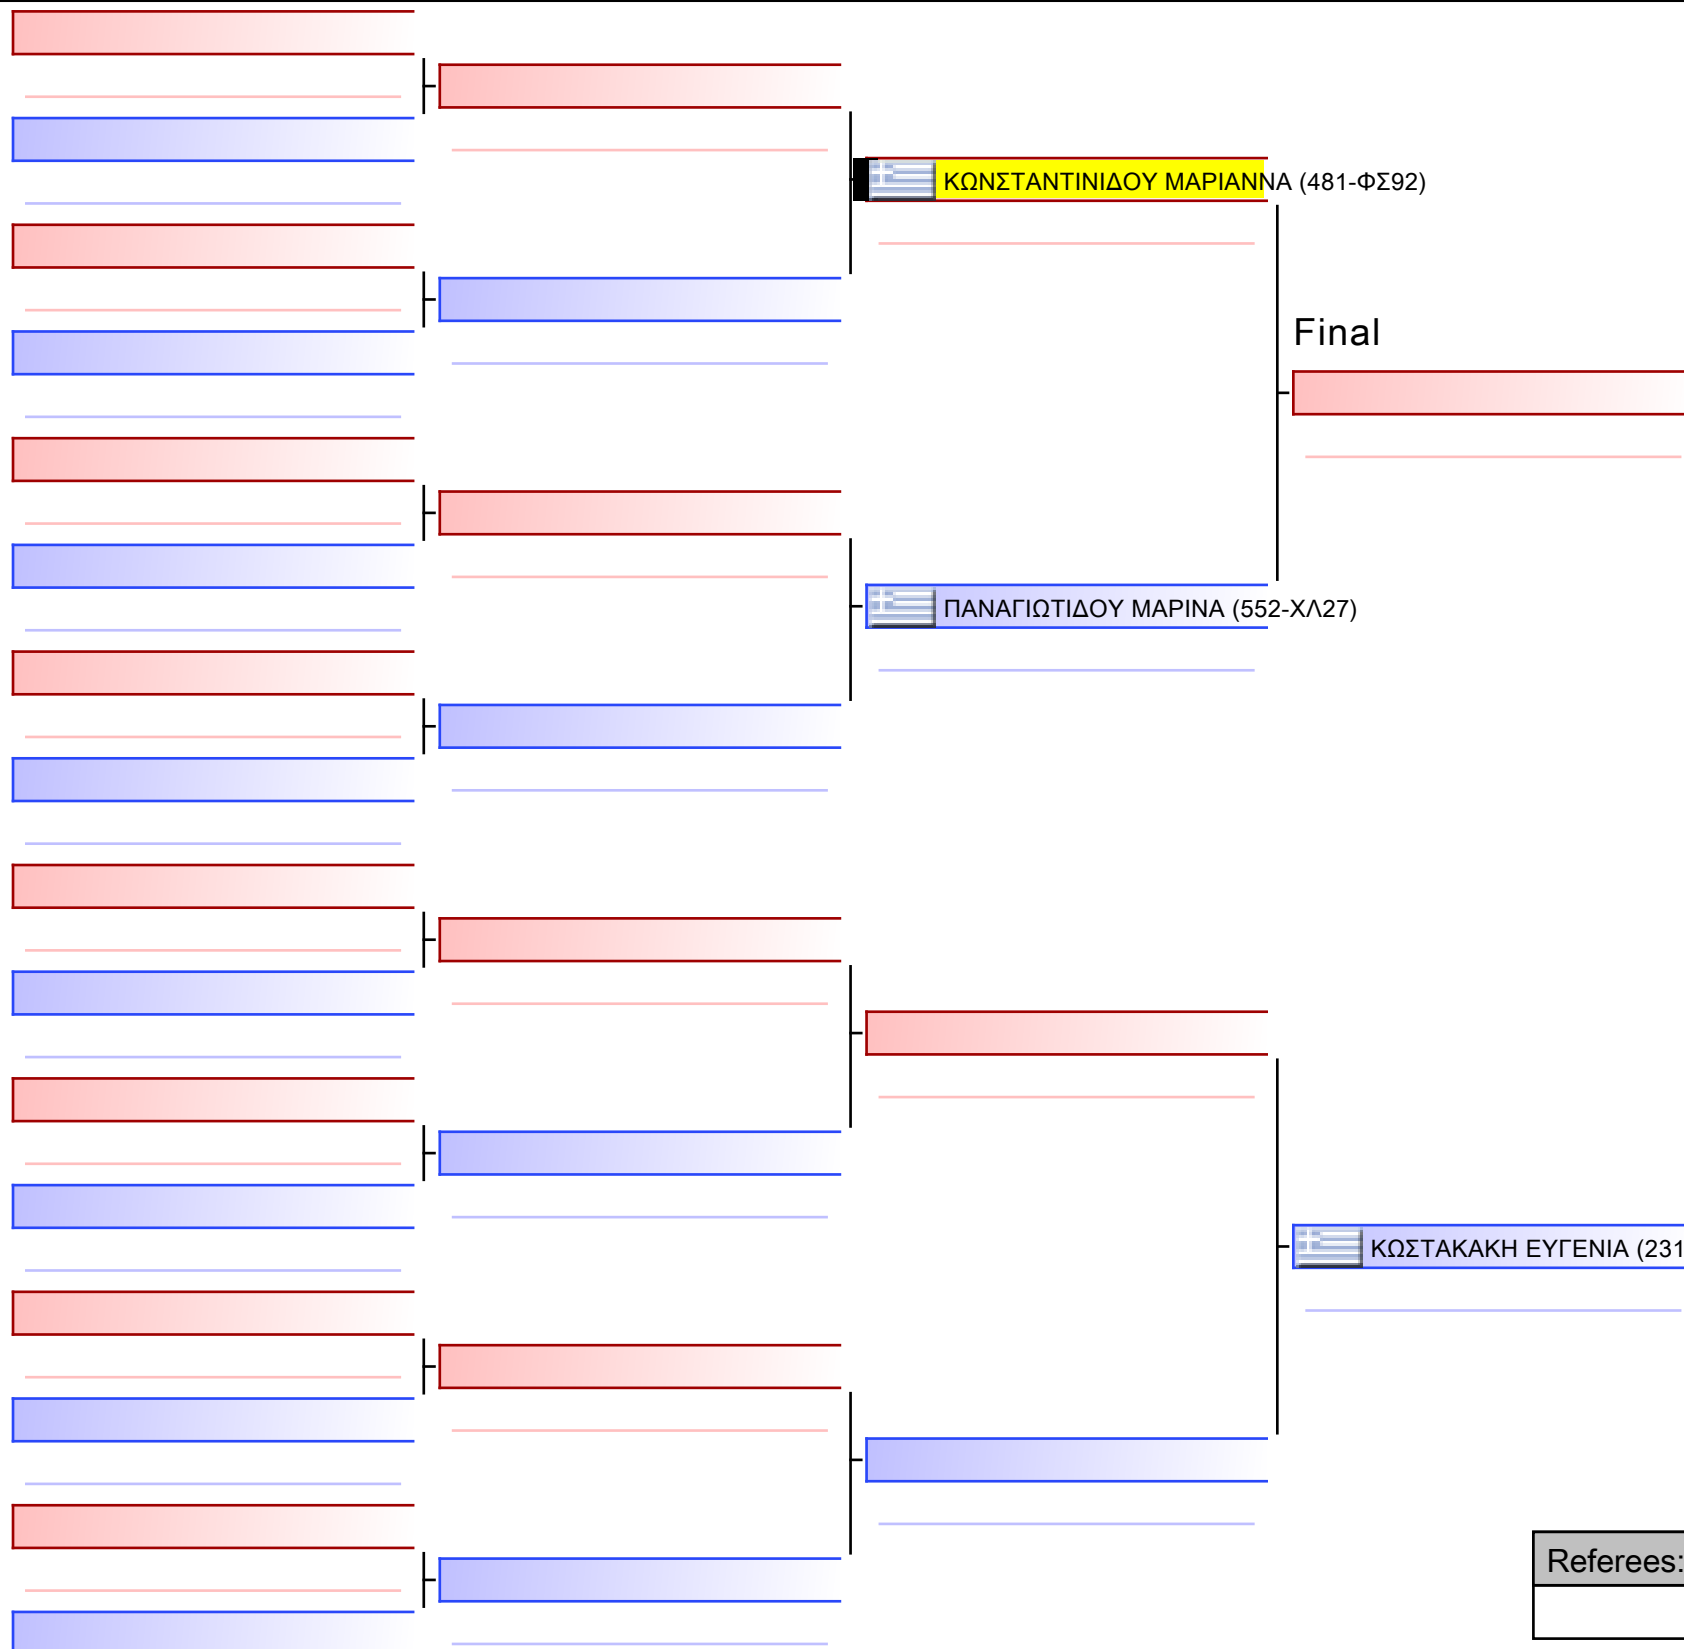 ΚΩΝΣΤΑΝΤΙΝΙΔΟΥ ΜΑΡΙΑΝΝΑ (481-ΦΣ92)
Final
ΠΑΝΑΓΙΩΤΙΔΟΥ ΜΑΡΙΝΑ (552-ΧΛ27)
ΚΩΣΤΑΚΑΚΗ ΕΥΓΕΝΙΑ (231
Referees: